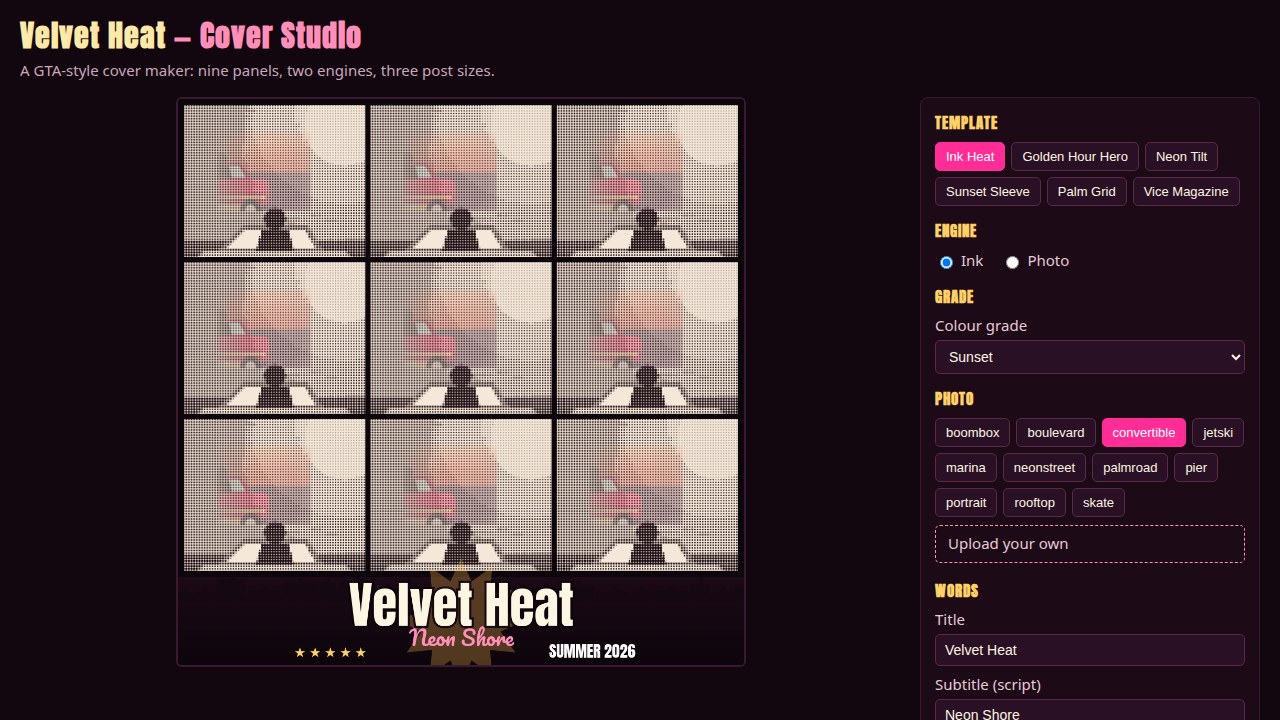 Velvet Heat — Cover Studio
A GTA-style cover maker: nine panels, two engines, three post sizes.
Velvet Heat
Neon Shore
★★★★★ SUMMER 2026
TEMPLATE
Ink Heat Golden Hour Hero Neon Tilt
Sunset Sleeve Palm Grid Vice Magazine
ENGINE
Ink Photo
GRADE
Colour grade
Sunset
PHOTO
boombox boulevard convertible jetski
marina neonstreet palmroad pier
portrait rooftop skate
Upload your own
WORDS
Title
Velvet Heat
Subtitle (script)
Neon Shore